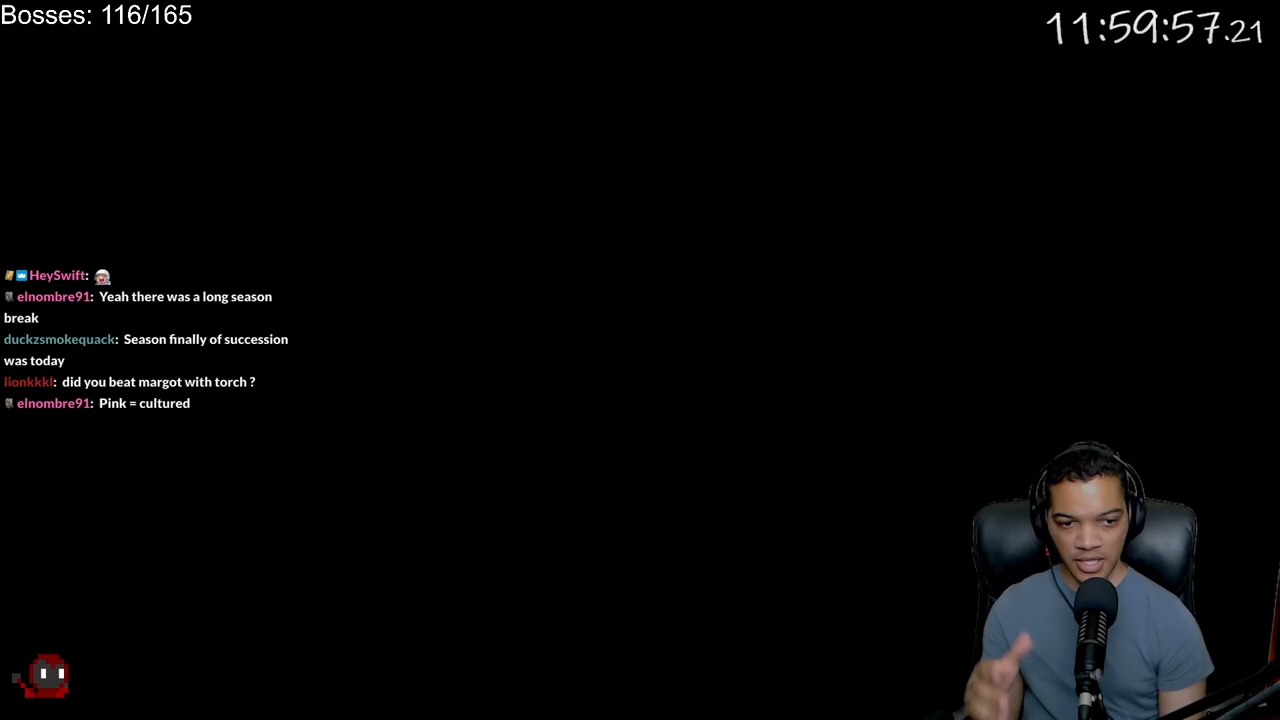 Bosses: 116/165
11:59:57.21
HeySwift:
elnombre91: Yeah there was a long season
break
duckzsmokequack: Season finally of succession
was today
lionkkkl: did you beat margot with torch ?
elnombre91: Pink = cultured